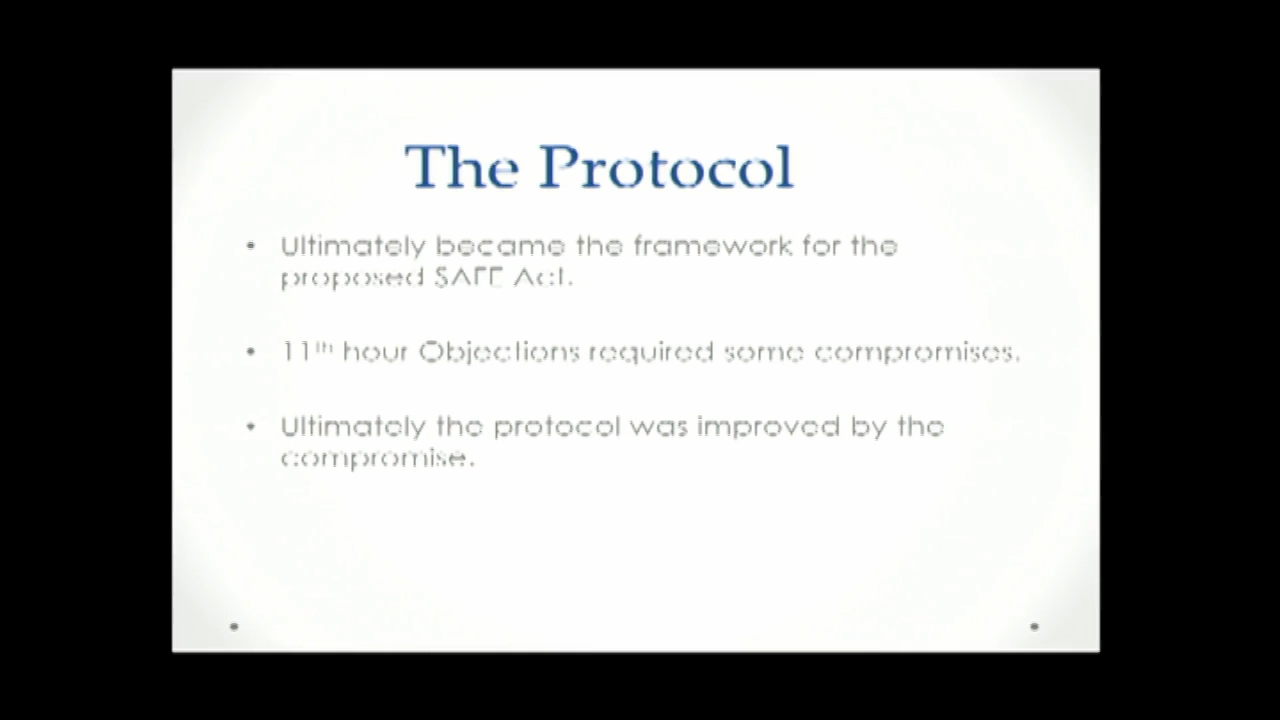 The Protocol
• Ultimately became the framework for the
proposed SAFE Act.
• 11th hour Objections required some compromises.
• Ultimately the protocol was improved by the
compromise.